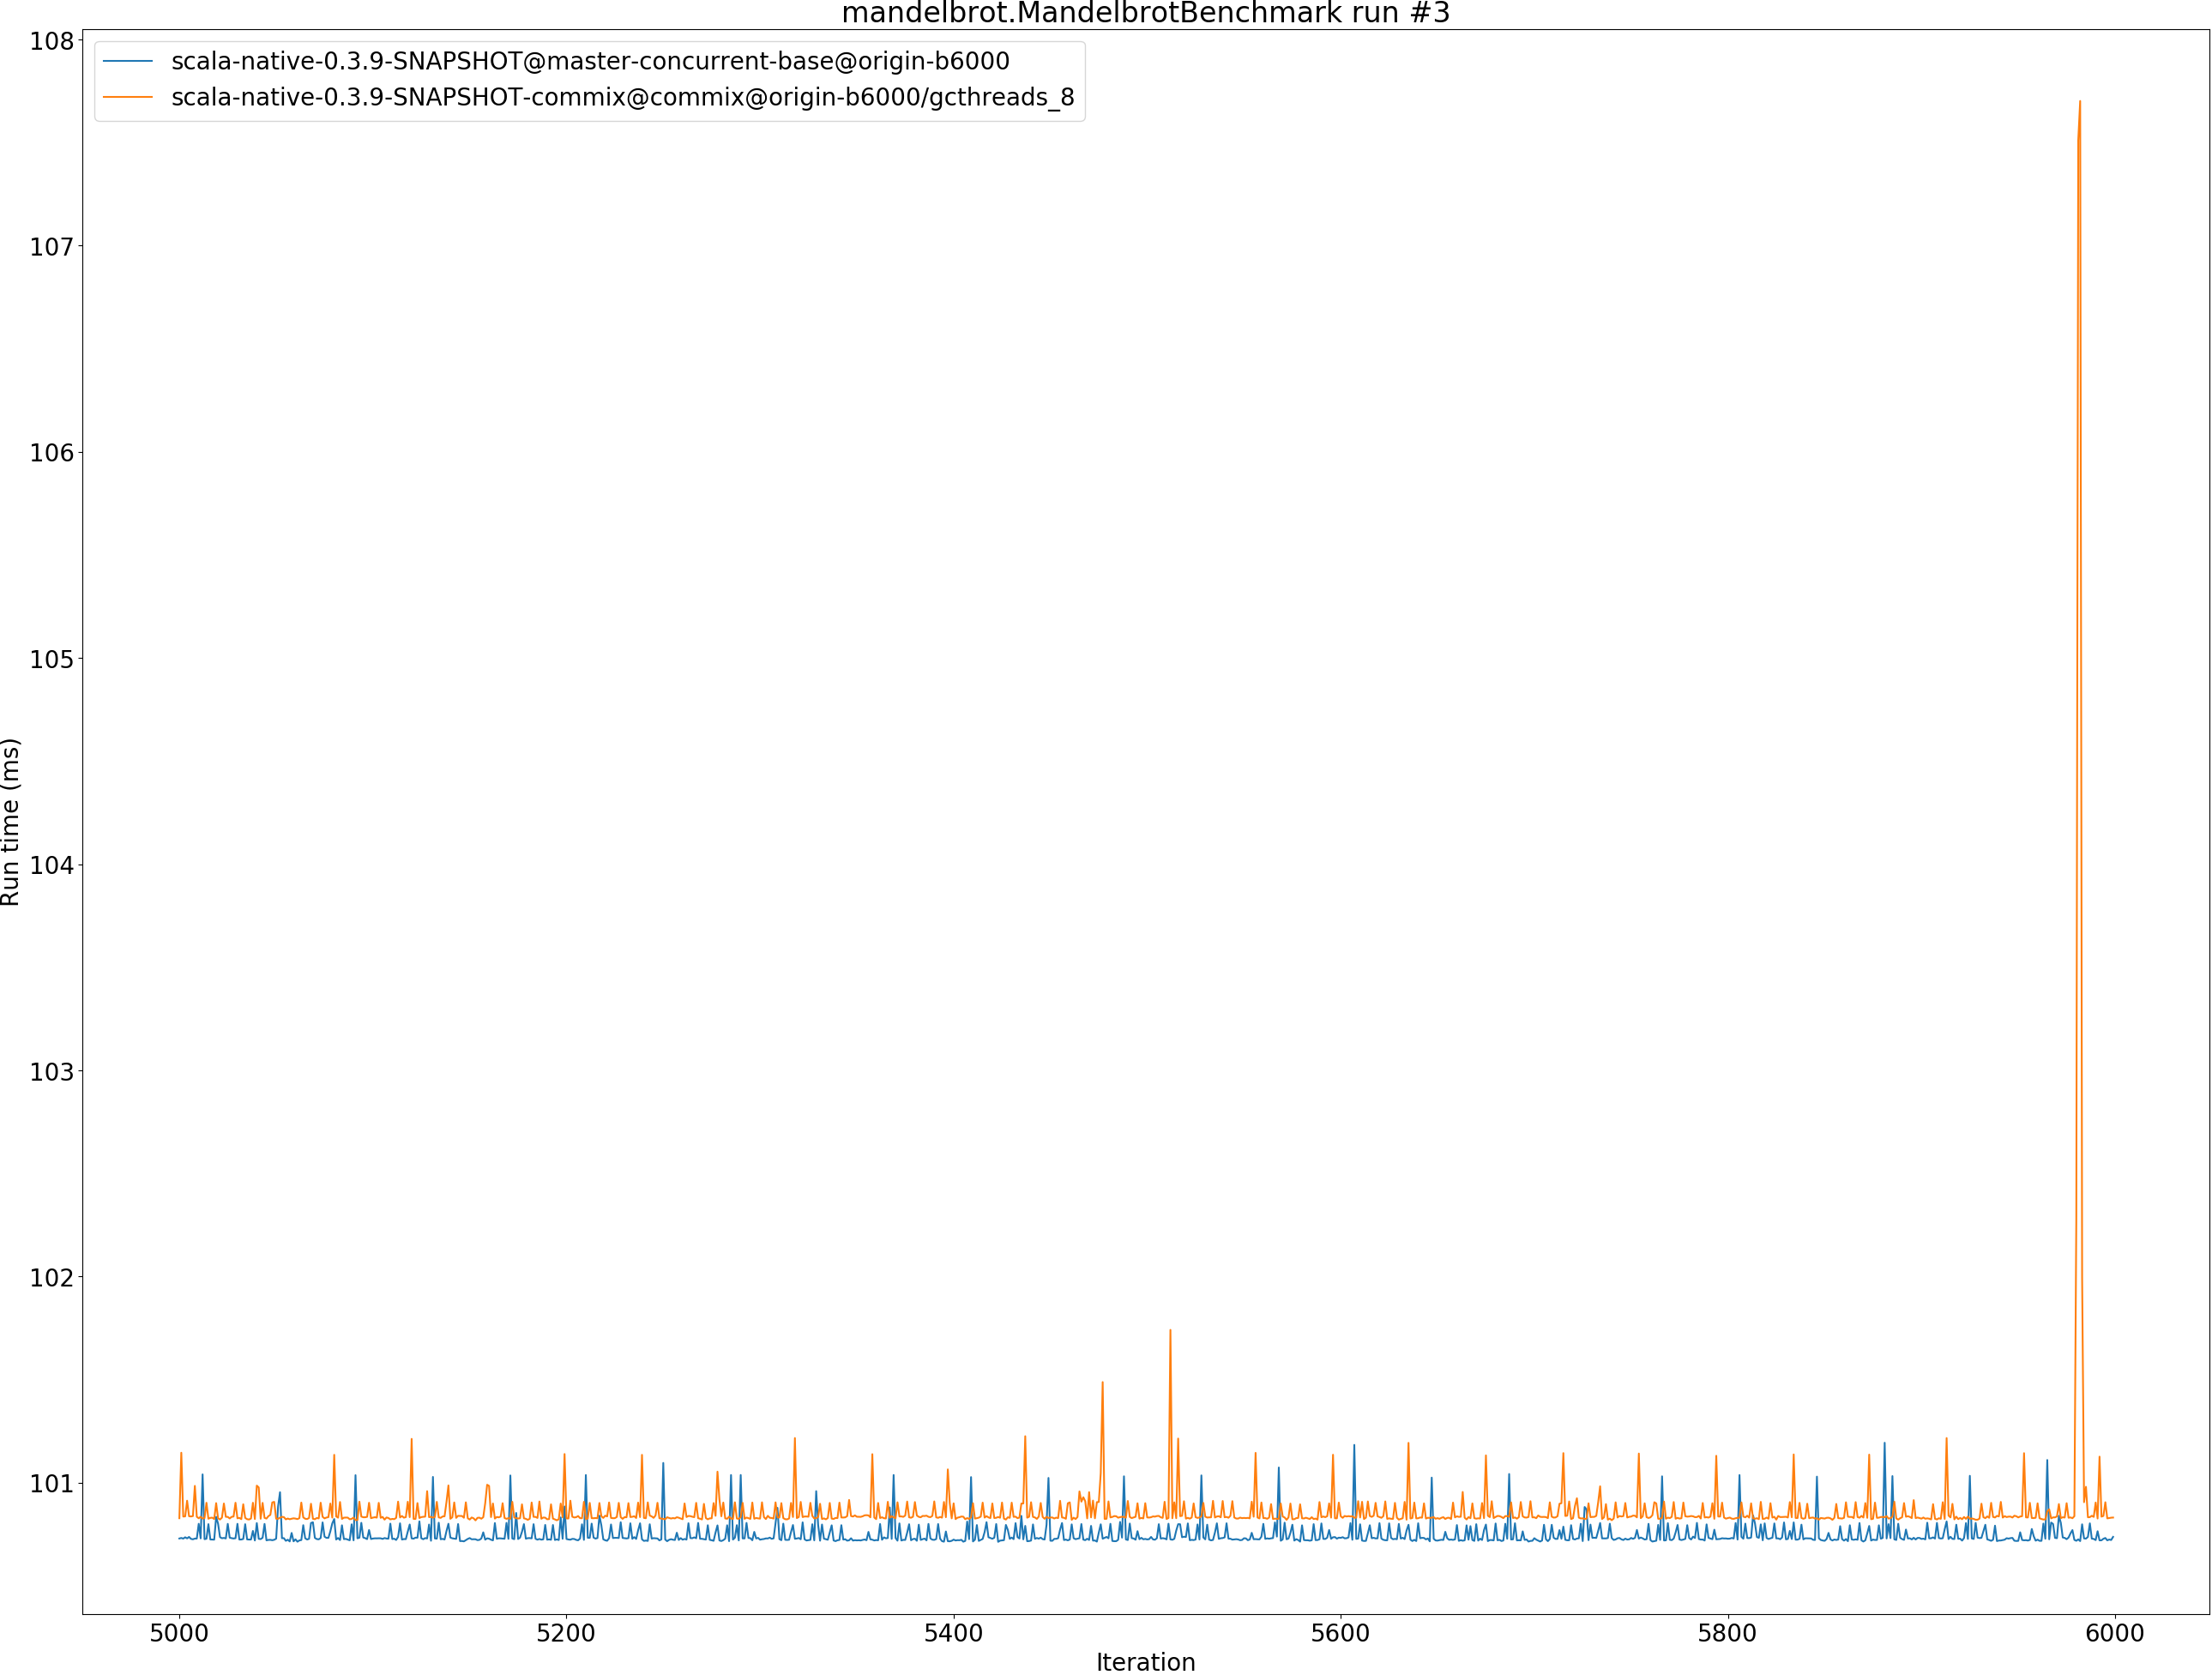 mandelbrot.MandelbrotBenchmark run #3
scala-native-0.3.9-SNAPSHOT@master-concurrent-base@origin-b6000
scala-native-0.3.9-SNAPSHOT-commix@commix@origin-b6000/gcthreads_8
108
107
106
105
104
103
102
101
Run time (ms)
5000 5200 5400 5600 5800 6000
Iteration